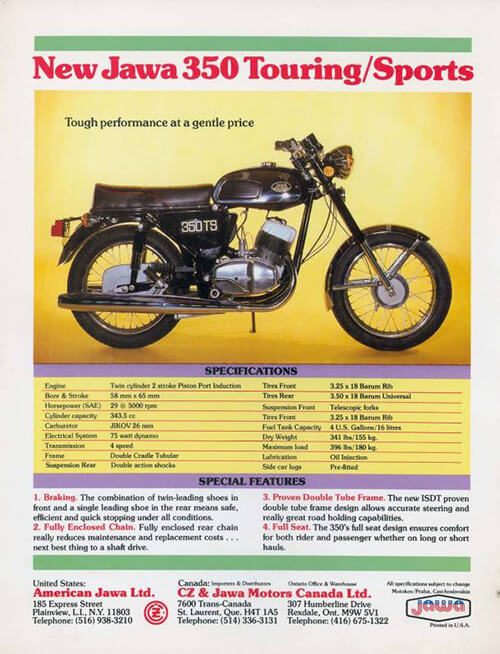 New Jawa 350 Touring/Sports
Tough performance at a gentle price
JAWA
350TS
SPECIFICATIONS
Engine Twin cylinder 2 stroke Piston Port Induction
Bore & Stroke 58 mm x 65 mm
Horsepower (SAE) 29 @ 5000 rpm
Cylinder capacity 343.5 cc
Carburetor JIKOV 26 mm
Electrical System 75 watt dynamo
Transmission 4 speed
Frame Double Cradle Tubular
Suspension Rear Double action shocks
Tires Front 3.25 x 18 Barum Rib
Tires Rear 3.50 x 18 Barum Universal
Suspension Front Telescopic forks
Tires Front 3.25 x 18 Barum Rib
Fuel Tank Capacity 4 U.S. Gallons/16 litres
Dry Weight 341 lbs/155 kg.
Maximum load 396 lbs/180 kg.
Lubrication Oil Injection
Side car lugs Pre-fitted
SPECIAL FEATURES
1. Braking. The combination of twin-leading shoes in
front and a single leading shoe in the rear means safe,
efficient and quick stopping under all conditions.
2. Fully Enclosed Chain. Fully enclosed rear chain
really reduces maintenance and replacement costs . . .
next best thing to a shaft drive.
3. Proven Double Tube Frame. The new ISDT proven
double tube frame design allows accurate steering and
really great road holding capabilities.
4. Full Seat. The 350's full seat design ensures comfort
for both rider and passenger whether on long or short
hauls.
United States:
American Jawa Ltd.
185 Express Street
Plainview, L.I., N.Y. 11803
Telephone: (516) 938-3210
CZ
Canada: Importers & Distributors Ontario Office & Warehouse
CZ & Jawa Motors Canada Ltd.
7600 Trans-Canada 307 Humberline Drive
St. Laurent, Que. H4T 1A5 Rexdale, Ont. M9W 5V1
Telephone: (514) 336-3131 Telephone: (416) 675-1322
All specifications subject to change
Motokov/Praha, Czechoslovakia
JAWA
Printed in U.S.A.